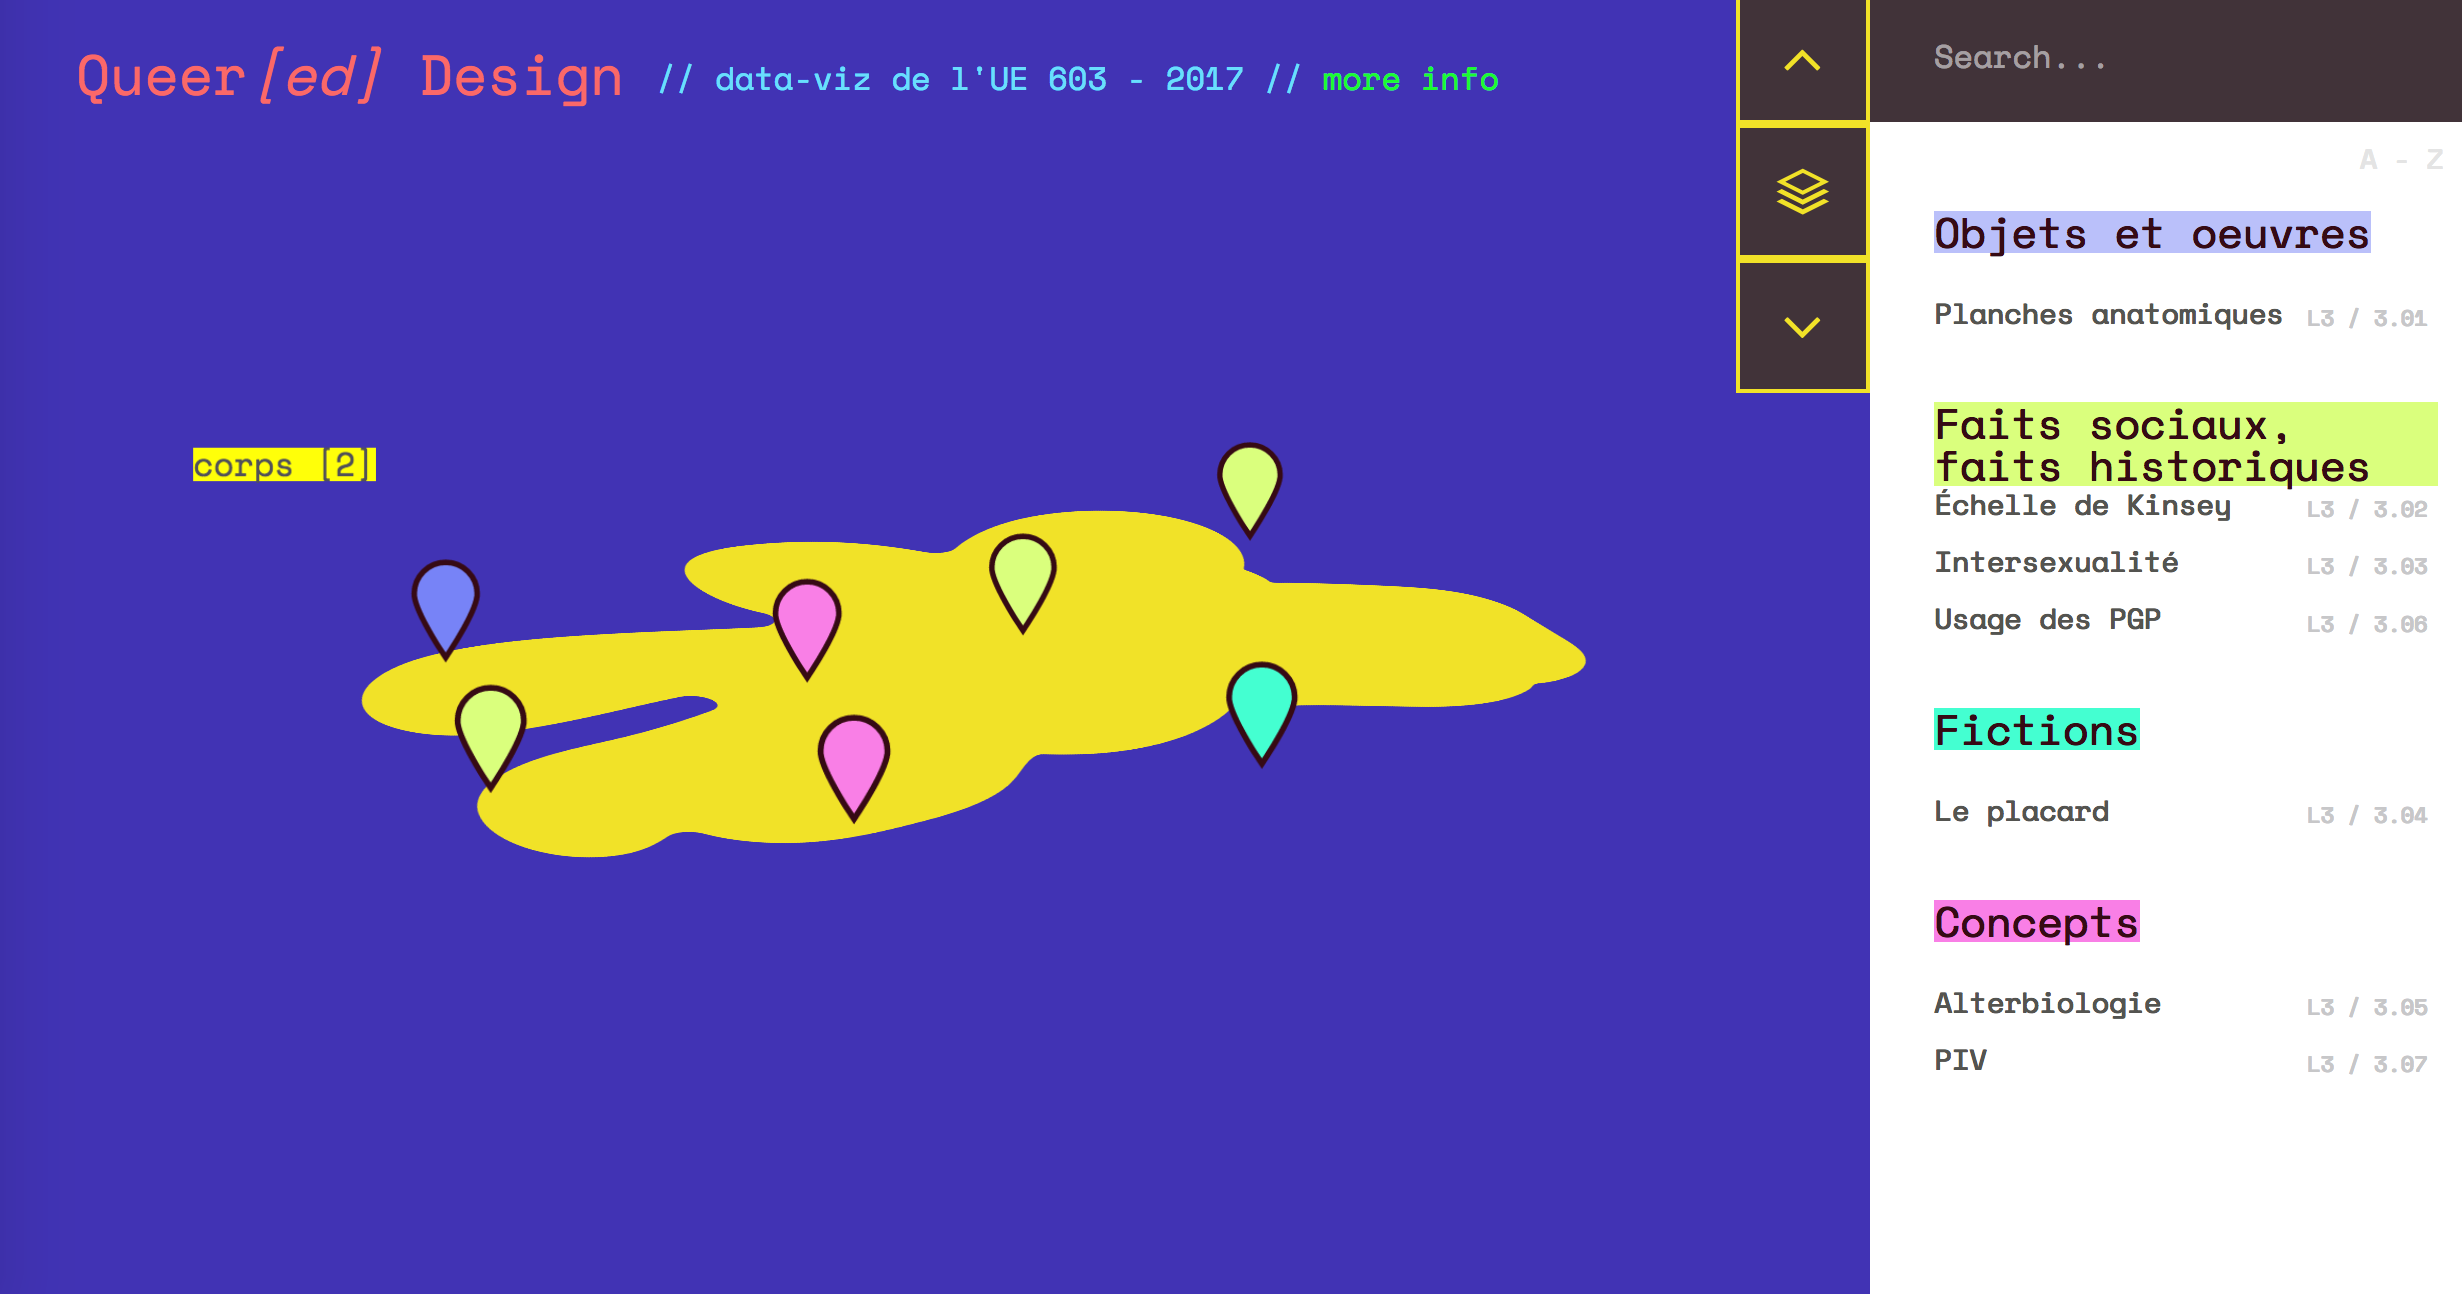 Queer[ed] Design // data-viz de l'UE 603 - 2017 // more info
corps [2]
Search...
A - Z
Objets et oeuvres
Planches anatomiques L3 / 3.01
Faits sociaux,
faits historiques
Échelle de Kinsey L3 / 3.02
Intersexualité L3 / 3.03
Usage des PGP L3 / 3.06
Fictions
Le placard L3 / 3.04
Concepts
Alterbiologie L3 / 3.05
PIV L3 / 3.07